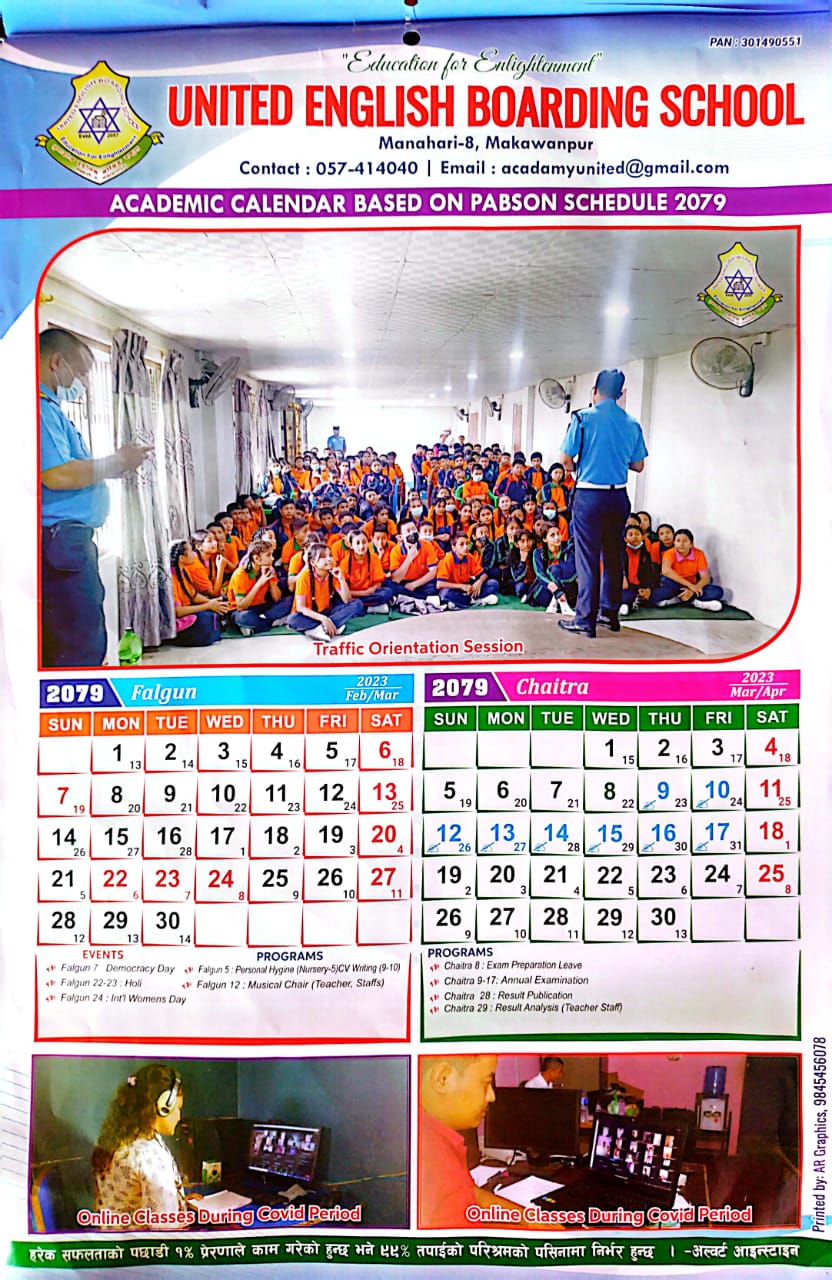 PAN : 301490551
"Education for Enlightenment"
UNITED ENGLISH BOARDING SCHOOL
Manahari-8, Makawanpur
Contact : 057-414040 | Email : acadamyunited@gmail.com
ACADEMIC CALENDAR BASED ON PABSON SCHEDULE 2079
UNITED ENGLISH BOARDING SCHOOL
Estd 2057
Education For Enlightenment
Traffic Orientation Session
2079 Falgun 2023 Feb/Mar
SUN MON TUE WED THU FRI SAT
1 13 2 14 3 15 4 16 5 17 6 18
7 19 8 20 9 21 10 22 11 23 12 24 13 25
14 26 15 27 16 28 17 1 18 2 19 3 20 4
21 5 22 6 23 7 24 8 25 9 26 10 27 11
28 12 29 13 30 14
EVENTS
Falgun 7 Democracy Day
Falgun 22-23 : Holi
Falgun 24 : Int'l Womens Day
PROGRAMS
Falgun 5 : Personal Hygine (Nursery-5)CV Writing (9-10)
Falgun 12 : Musical Chair (Teacher, Staffs)
2079 Chaitra 2023 Mar/Apr
SUN MON TUE WED THU FRI SAT
1 15 2 16 3 17 4 18
5 19 6 20 7 21 8 22 9 23 10 24 11 25
12 26 13 27 14 28 15 29 16 30 17 31 18 1
19 2 20 3 21 4 22 5 23 6 24 7 25 8
26 9 27 10 28 11 29 12 30 13
PROGRAMS
Chaitra 8 : Exam Preparation Leave
Chaitra 9-17: Annual Examination
Chaitra 28 : Result Publication
Chaitra 29 : Result Analysis (Teacher Staff)
Online Classes During Covid Period
Online Classes During Covid Period
Printed by: AR Graphics, 9845456078
हरेक सफलताको पछाडी १% प्रेरणाले काम गरेको हुन्छ भने ९९% तपाईको परिश्रमको पसिनामा निर्भर हुन्छ । -अल्वर्ट आइन्स्टाइन